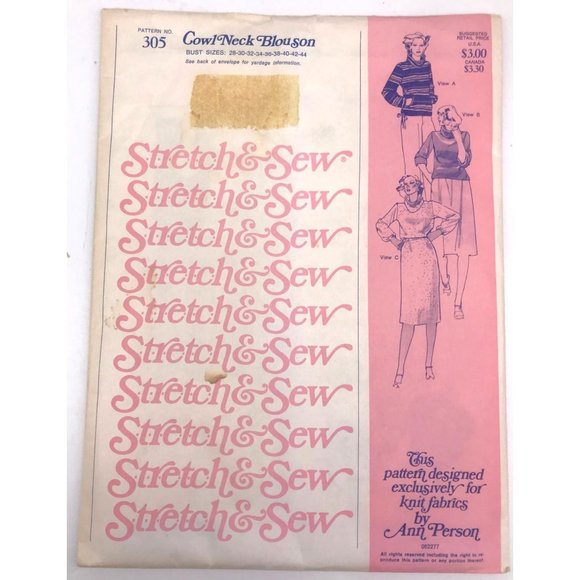 PATTERN NO.
305
Cowl Neck Blouson
BUST SIZES: 28-30-32-34-36-38-40-42-44
See back of envelope for yardage information.
SUGGESTED
RETAIL PRICE
U.S.A.
$3.00
CANADA
$3.30
View A
View B
View C
Stretch & Sew®
Stretch & Sew
Stretch & Sew
Stretch & Sew
Stretch & Sew
Stretch & Sew
Stretch & Sew
Stretch & Sew
Stretch & Sew
Stretch & Sew
This
pattern designed
exclusively for
knit fabrics
by
Ann Person
062277
All rights reserved including the right to re-
produce this pattern or any portion thereof.